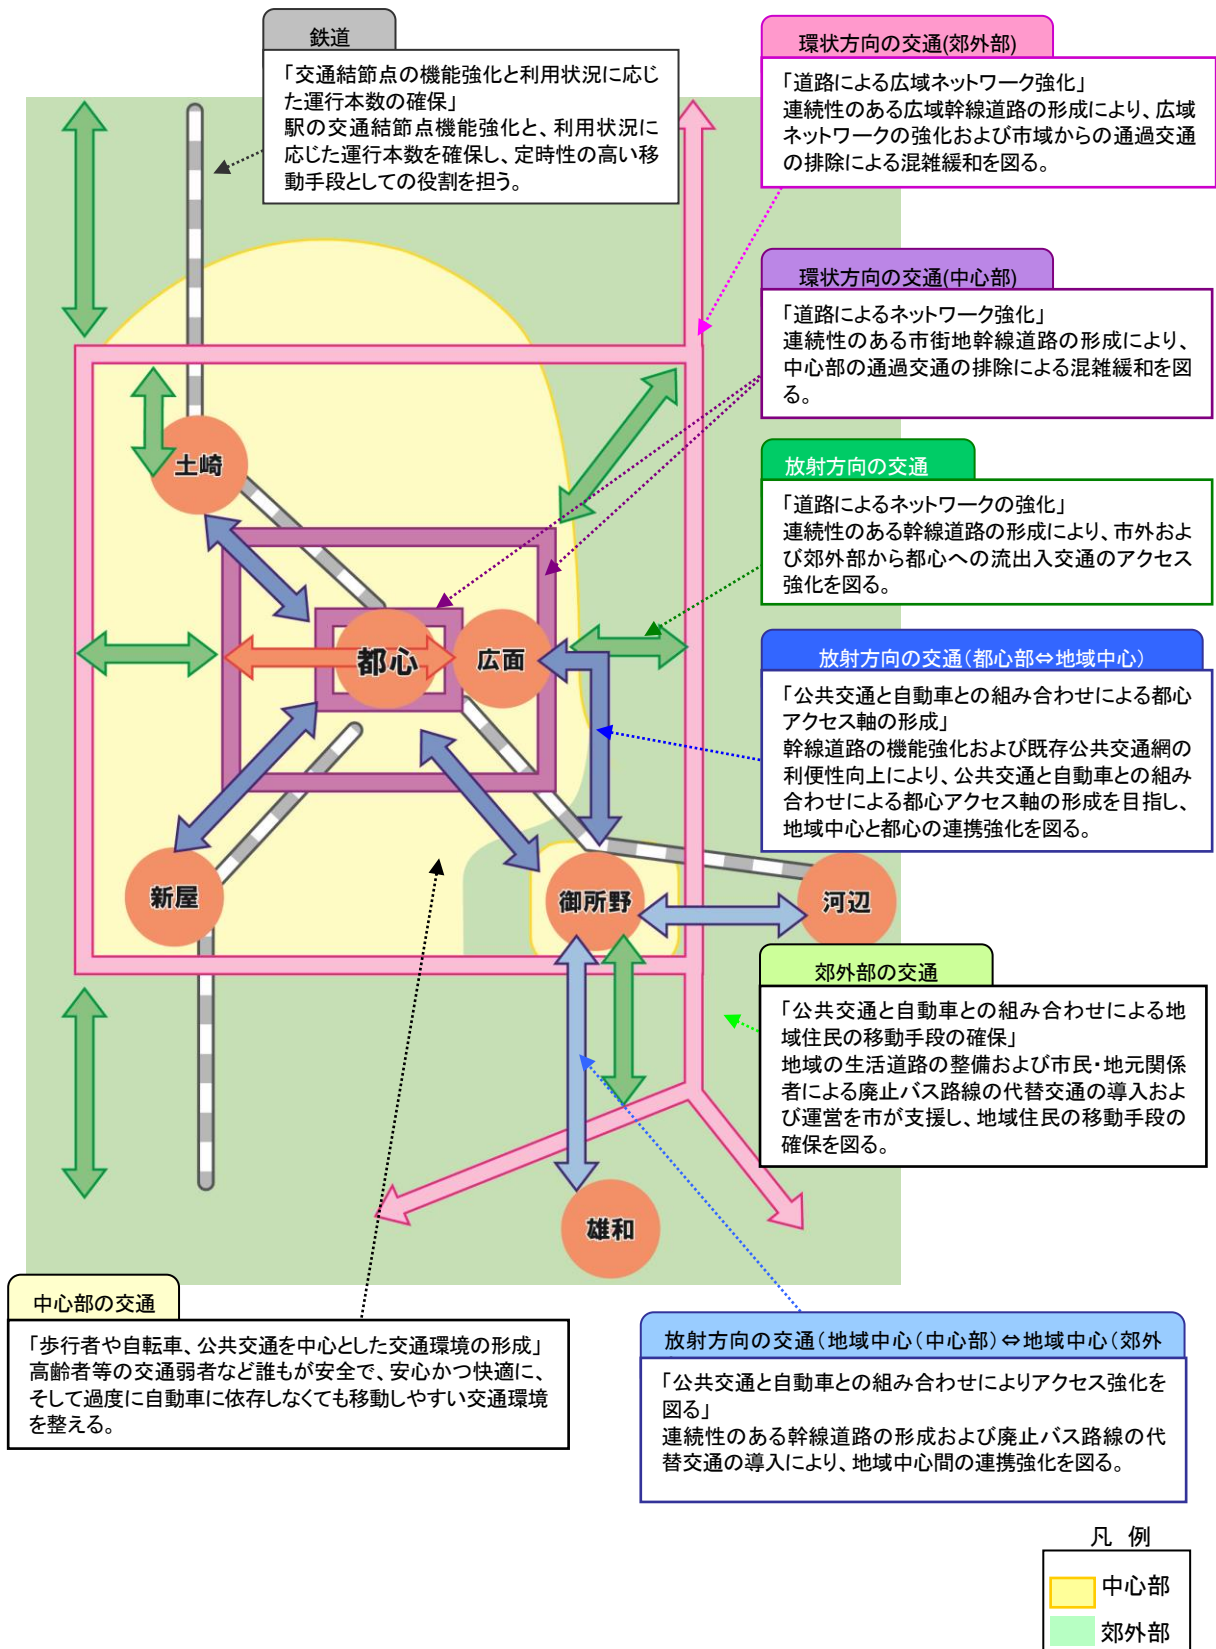 鉄道
「交通結節点の機能強化と利用状況に応じ
た運行本数の確保」
駅の交通結節点機能強化と、利用状況に
応じた運行本数を確保し、定時性の高い移
動手段としての役割を担う。
環状方向の交通(郊外部)
「道路による広域ネットワーク強化」
連続性のある広域幹線道路の形成により、広域
ネットワークの強化および市域からの通過交通
の排除による混雑緩和を図る。
環状方向の交通(中心部)
「道路によるネットワーク強化」
連続性のある市街地幹線道路の形成により、
中心部の通過交通の排除による混雑緩和を図
る。
放射方向の交通
「道路によるネットワークの強化」
連続性のある幹線道路の形成により、市外およ
び郊外部から都心への流出入交通のアクセス
強化を図る。
放射方向の交通(都心部⇔地域中心)
「公共交通と自動車との組み合わせによる都心
アクセス軸の形成」
幹線道路の機能強化および既存公共交通網の
利便性向上により、公共交通と自動車との組み
合わせによる都心アクセス軸の形成を目指し、
地域中心と都心の連携強化を図る。
土崎
都心
広面
新屋
御所野
河辺
雄和
郊外部の交通
「公共交通と自動車との組み合わせによる地
域住民の移動手段の確保」
地域の生活道路の整備および市民・地元関係
者による廃止バス路線の代替交通の導入およ
び運営を市が支援し、地域住民の移動手段の
確保を図る。
中心部の交通
「歩行者や自転車、公共交通を中心とした交通環境の形成」
高齢者等の交通弱者など誰もが安全で、安心かつ快適に、
そして過度に自動車に依存しなくても移動しやすい交通環境
を整える。
放射方向の交通(地域中心(中心部)⇔地域中心(郊外
「公共交通と自動車との組み合わせによりアクセス強化を
図る」
連続性のある幹線道路の形成および廃止バス路線の代
替交通の導入により、地域中心間の連携強化を図る。
凡 例
中心部
郊外部